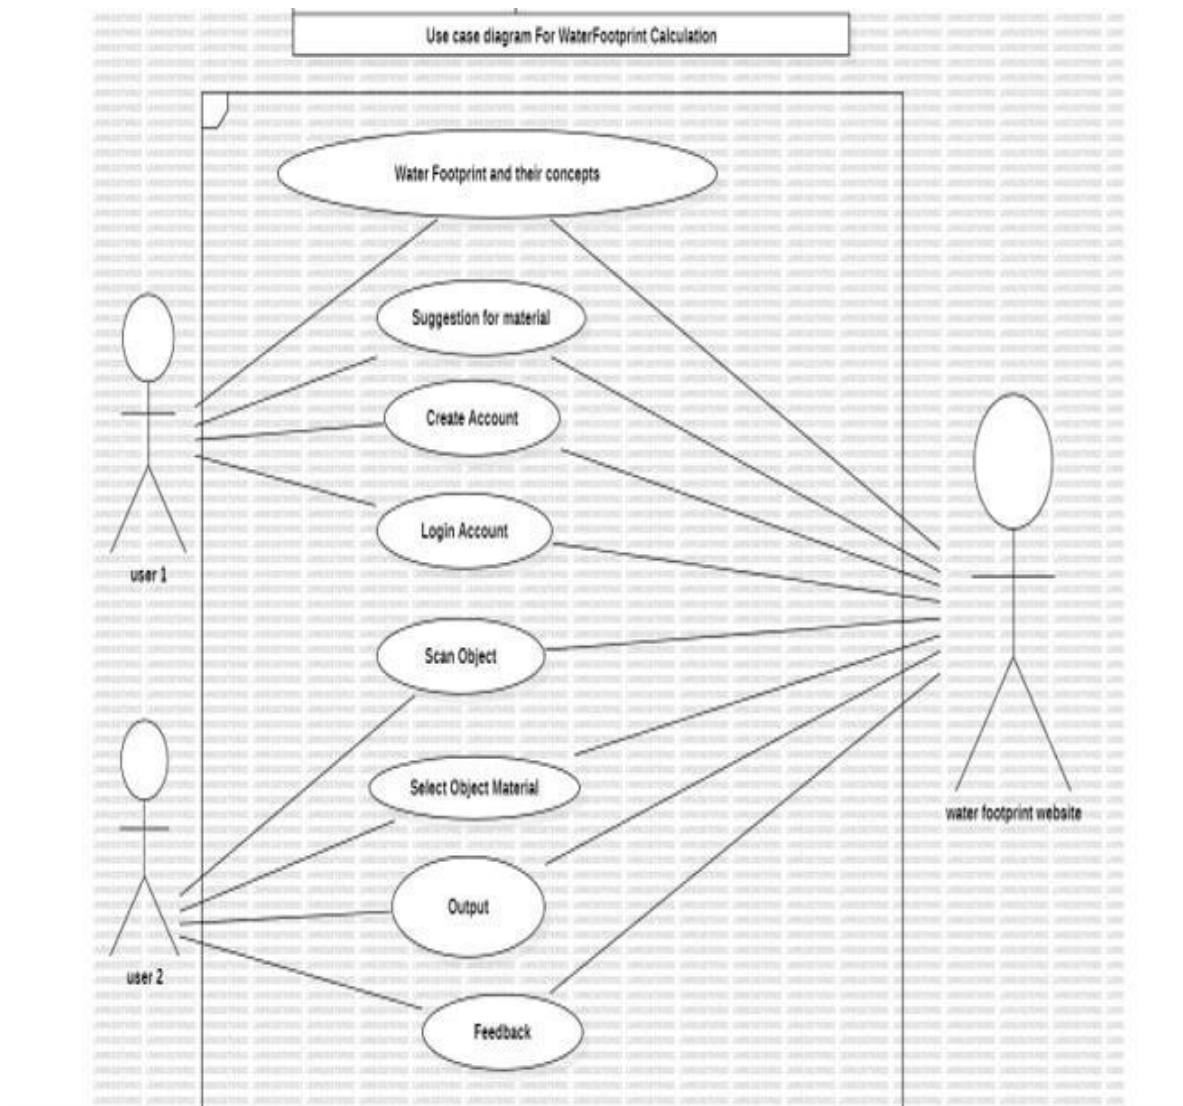 Use case diagram For WaterFootprint Calculation
Water Footprint and their concepts
Suggestion for material
Create Account
Login Account
user 1
Scan Object
Select Object Material
water footprint website
Output
user 2
Feedback